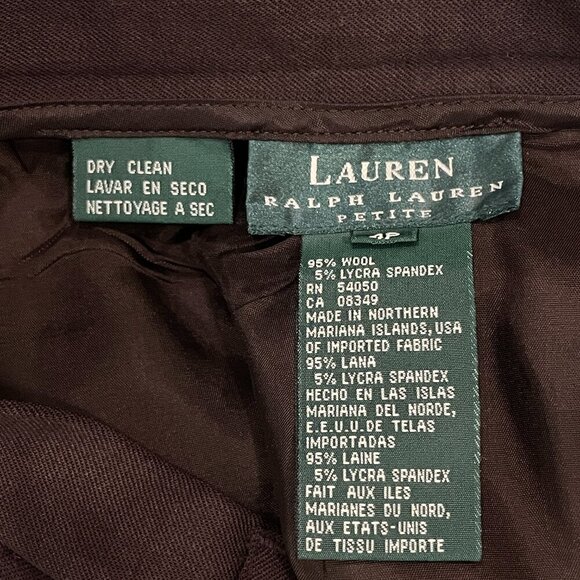 DRY CLEAN
LAVAR EN SECO
NETTOYAGE A SEC
LAUREN
RALPH LAUREN
PETITE
95% WOOL
5% LYCRA SPANDEX
RN 54050
CA 08349
MADE IN NORTHERN
MARIANA ISLANDS, USA
OF IMPORTED FABRIC
95% LANA
5% LYCRA SPANDEX
HECHO EN LAS ISLAS
MARIANA DEL NORDE,
E.E.U.U. DE TELAS
IMPORTADAS
95% LAINE
5% LYCRA SPANDEX
FAIT AUX ILES
MARIANES DU NORD,
AUX ETATS-UNIS
DE TISSU IMPORTE